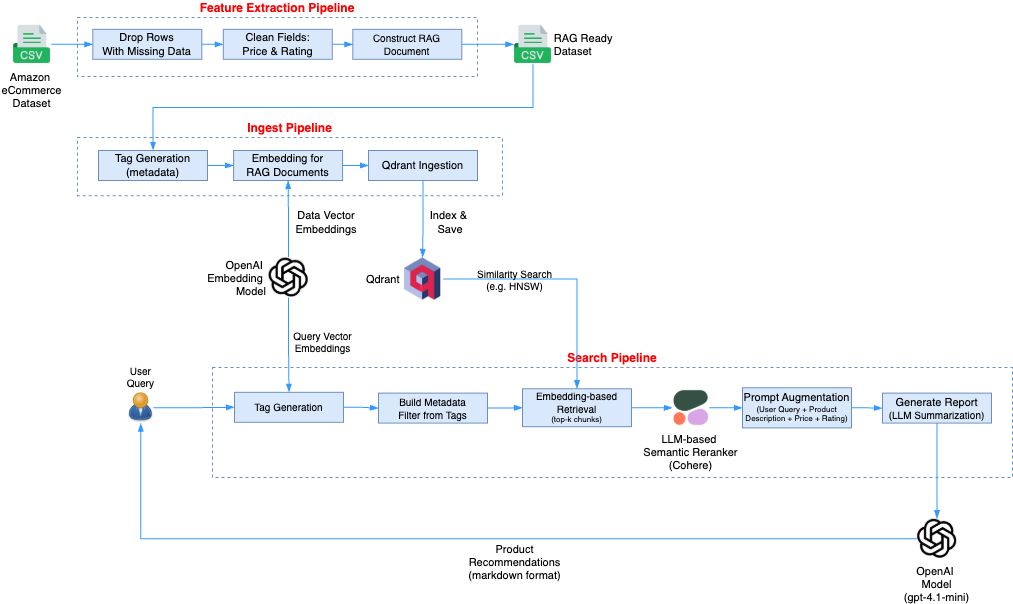 Feature Extraction Pipeline
CSV
Amazon
eCommerce
Dataset
Drop Rows
With Missing Data
Clean Fields:
Price & Rating
Construct RAG
Document
CSV
RAG Ready
Dataset
Ingest Pipeline
Tag Generation
(metadata)
Embedding for
RAG Documents
Qdrant Ingestion
Data Vector
Embeddings
Index &
Save
OpenAI
Embedding
Model
Qdrant
Similarity Search
(e.g. HNSW)
Query Vector
Embeddings
Search Pipeline
User
Query
Tag Generation
Build Metadata
Filter from Tags
Embedding-based
Retrieval
(top-k chunks)
LLM-based
Semantic Reranker
(Cohere)
Prompt Augmentation
(User Query + Product
Description + Price + Rating)
Generate Report
(LLM Summarization)
Product
Recommendations
(markdown format)
OpenAI
Model
(gpt-4.1-mini)